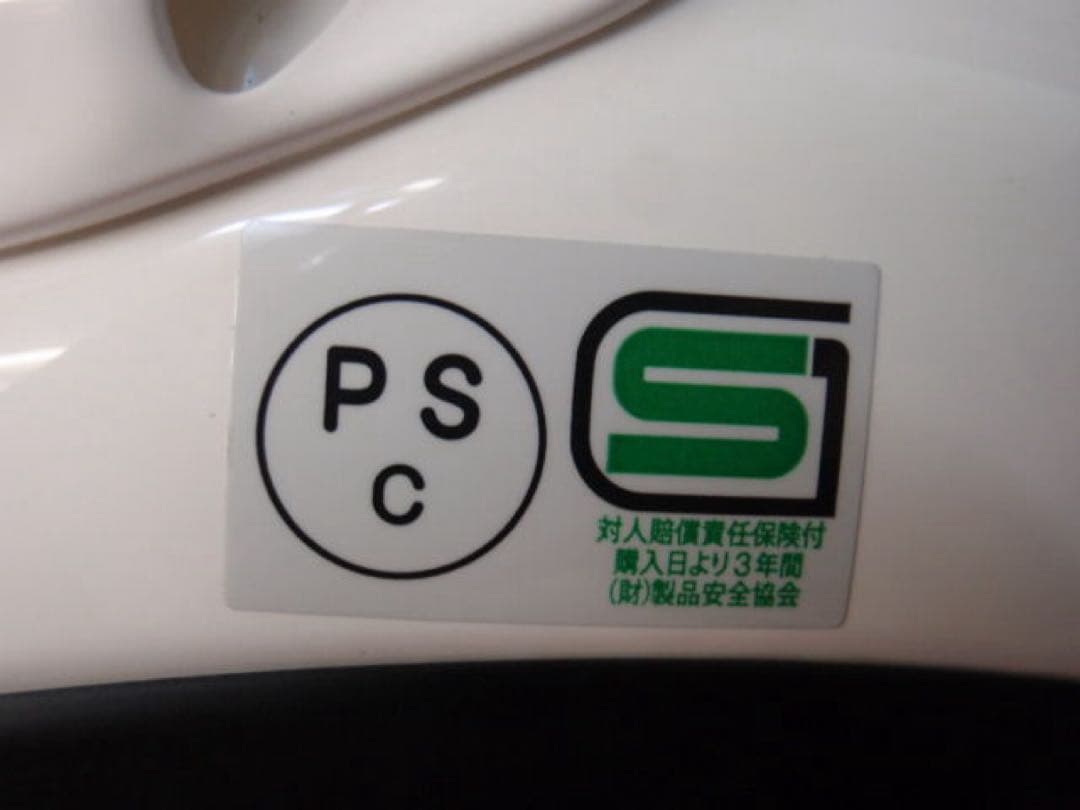 P S
C
SG
対人賠償責任保険付
購入日より3年間
(財)製品安全協会